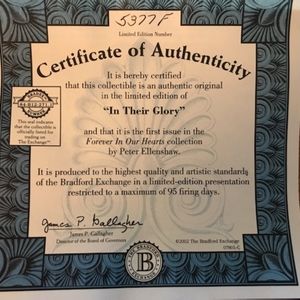 5377F
Limited Edition Number
Certificate of Authenticity
It is hereby certified
that this collectible is an authentic original
in the limited edition of
“In Their Glory”
and that it is the first issue in the
Forever In Our Hearts collection
by Peter Ellenshaw.
It is produced to the highest quality and artistic standards
of the Bradford Exchange in a limited-edition presentation
restricted to a maximum of 95 firing days.
This seal indicates
that the collectible is
officially listed for
trading on
The Exchange
James P. Gallagher
James P. Gallagher
Director of the Board of Governors
©2002 The Bradford Exchange
B